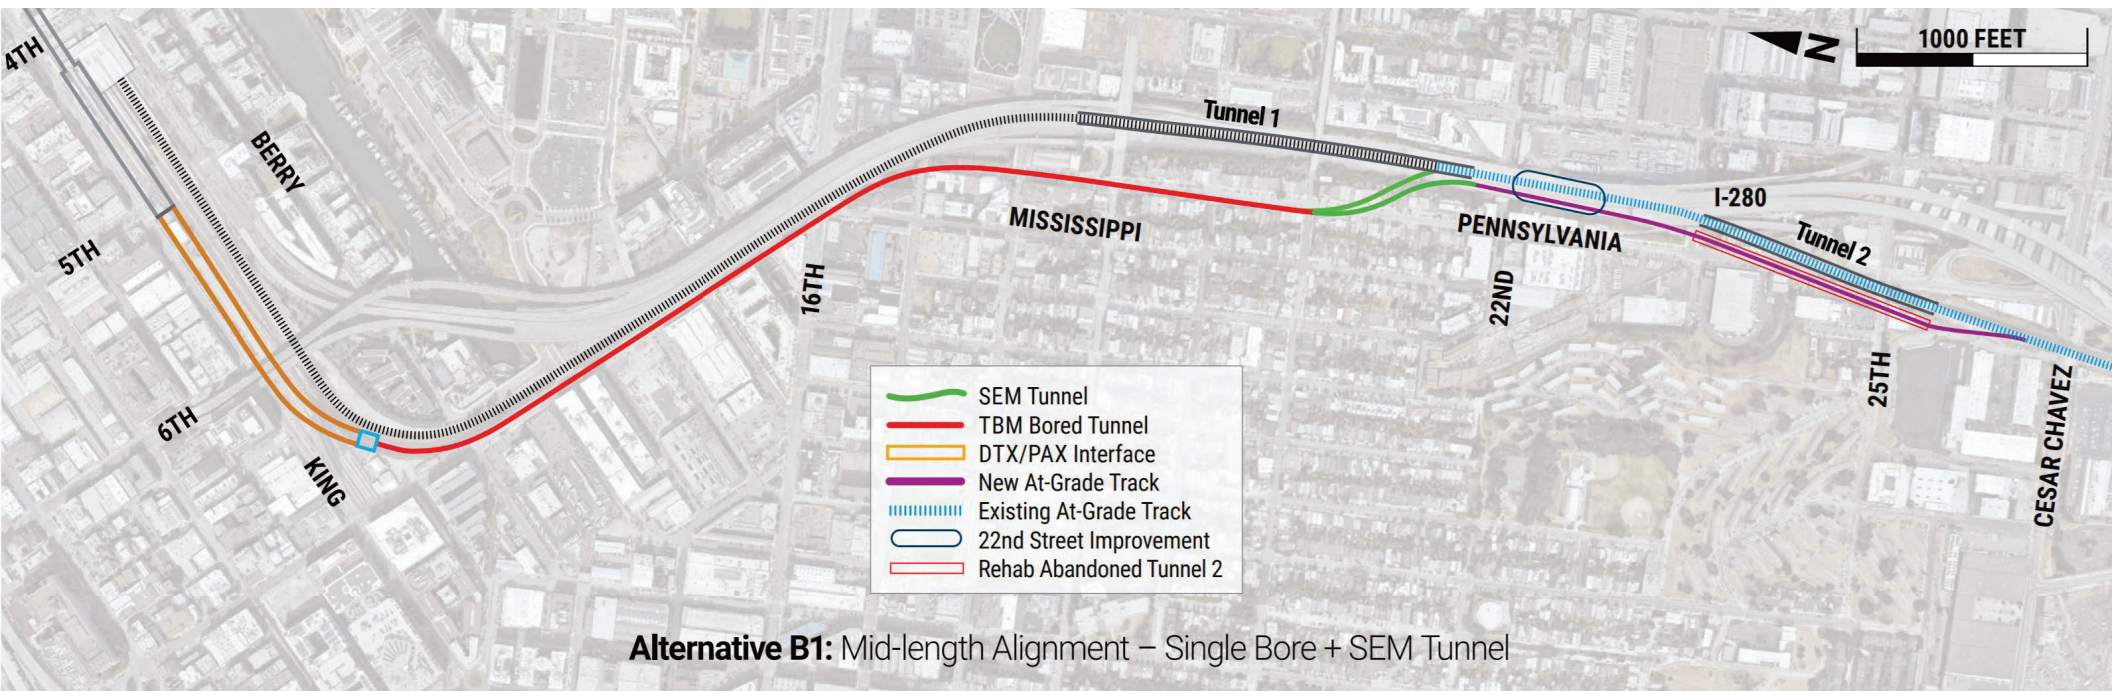 4TH
BERRY
5TH
6TH
KING
16TH
MISSISSIPPI
Tunnel 1
22ND
PENNSYLVANIA
I-280
Tunnel 2
25TH
CESAR CHAVEZ
N
1000 FEET
SEM Tunnel
TBM Bored Tunnel
DTX/PAX Interface
New At-Grade Track
Existing At-Grade Track
22nd Street Improvement
Rehab Abandoned Tunnel 2
Alternative B1: Mid-length Alignment – Single Bore + SEM Tunnel